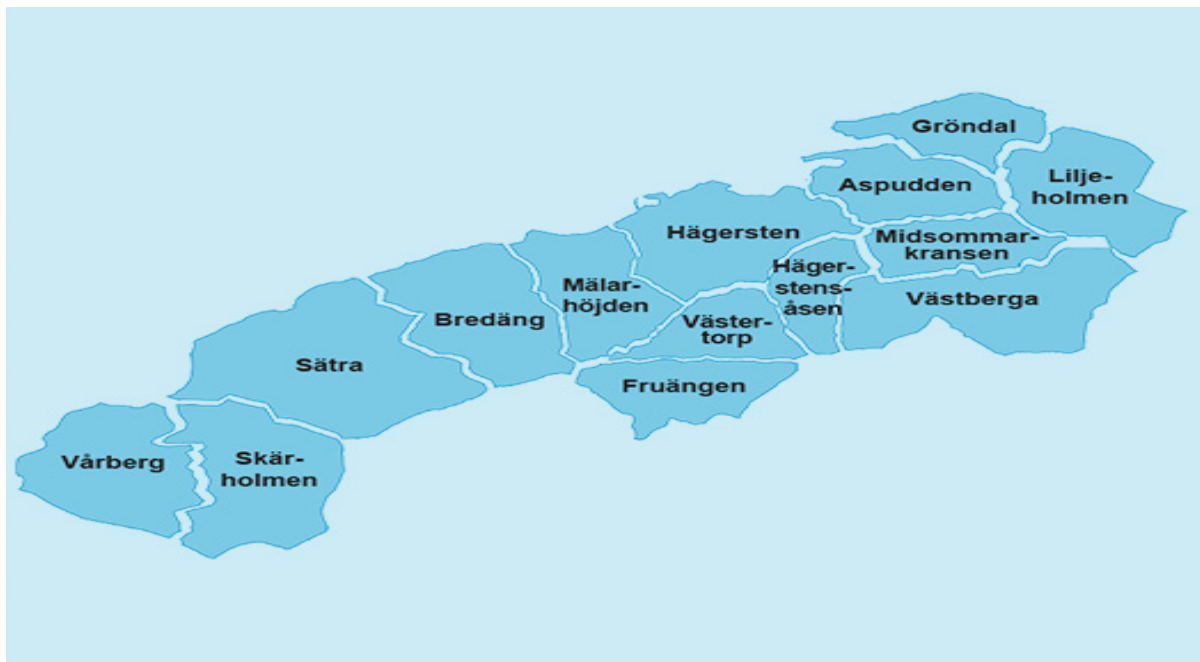 Gröndal
Lilje-
holmen
Aspudden
Hägersten
Midsommar-
kransen
Häger-
stens-
åsen
Mälar-
höjden
Västberga
Bredäng
Väster-
torp
Sätra
Fruängen
Vårberg
Skär-
holmen